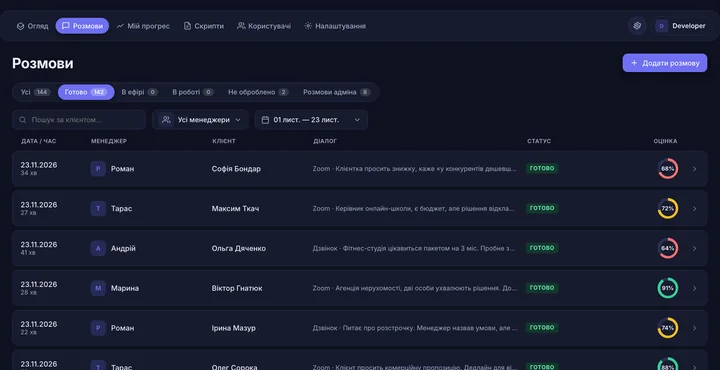 Огляд Розмови Мій прогрес Скрипти Користувачі Налаштування D Developer
Розмови
+ Додати розмову
Усі 144 Готово 142 В ефірі 0 В роботі 0 Не оброблено 2 Розмови адміна 8
Пошук за клієнтом... Усі менеджери 01 лист. — 23 лист.
ДАТА / ЧАС МЕНЕДЖЕР КЛІЄНТ ДІАЛОГ СТАТУС ОЦІНКА
23.11.2026
34 хв
Р Роман Софія Бондар Zoom · Клієнтка просить знижку, каже «у конкурентів дешевш... ГОТОВО 68%
23.11.2026
27 хв
Т Тарас Максим Ткач Zoom · Керівник онлайн-школи, є бюджет, але рішення відкла... ГОТОВО 72%
23.11.2026
41 хв
А Андрій Ольга Дяченко Дзвінок · Фітнес-студія цікавиться пакетом на 3 міс. Пробне з... ГОТОВО 64%
23.11.2026
28 хв
М Марина Віктор Гнатюк Zoom · Агенція нерухомості, дві особи ухвалюють рішення. До... ГОТОВО 91%
23.11.2026
22 хв
Р Роман Ірина Мазур Дзвінок · Питає про розстрочку. Менеджер назвав умови, але ... ГОТОВО 74%
23.11.2026
Т Тарас Олег Сорока Zoom · Клієнт просить комерційну пропозицію. Дедлайн для ві... ГОТОВО 88%